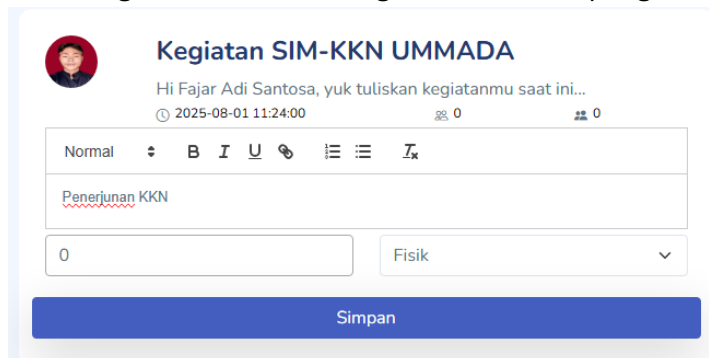 Kegiatan SIM-KKN UMMADA
Hi Fajar Adi Santosa, yuk tuliskan kegiatanmu saat ini...
2025-08-01 11:24:00 0 0
Normal B I U Tx
Penerjunan KKN
0 Fisik
Simpan